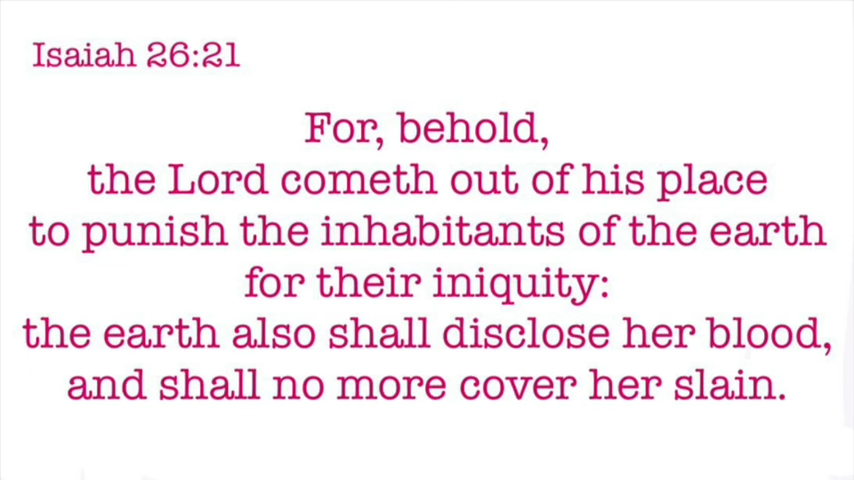 Isaiah 26:21
For, behold,
the Lord cometh out of his place
to punish the inhabitants of the earth
for their iniquity:
the earth also shall disclose her blood,
and shall no more cover her slain.